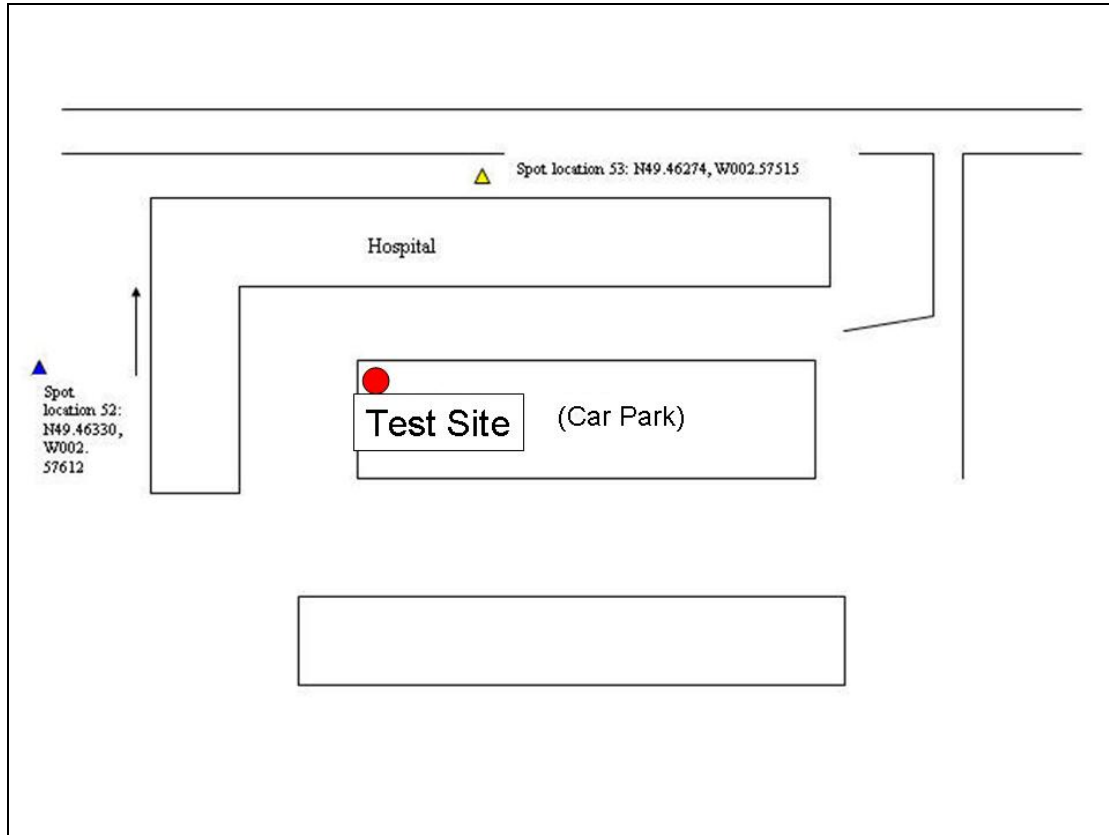 Spot location 53: N49.46274, W002.57515
Hospital
Spot
location 52:
N49.46330,
W002.
57612
Test Site
(Car Park)